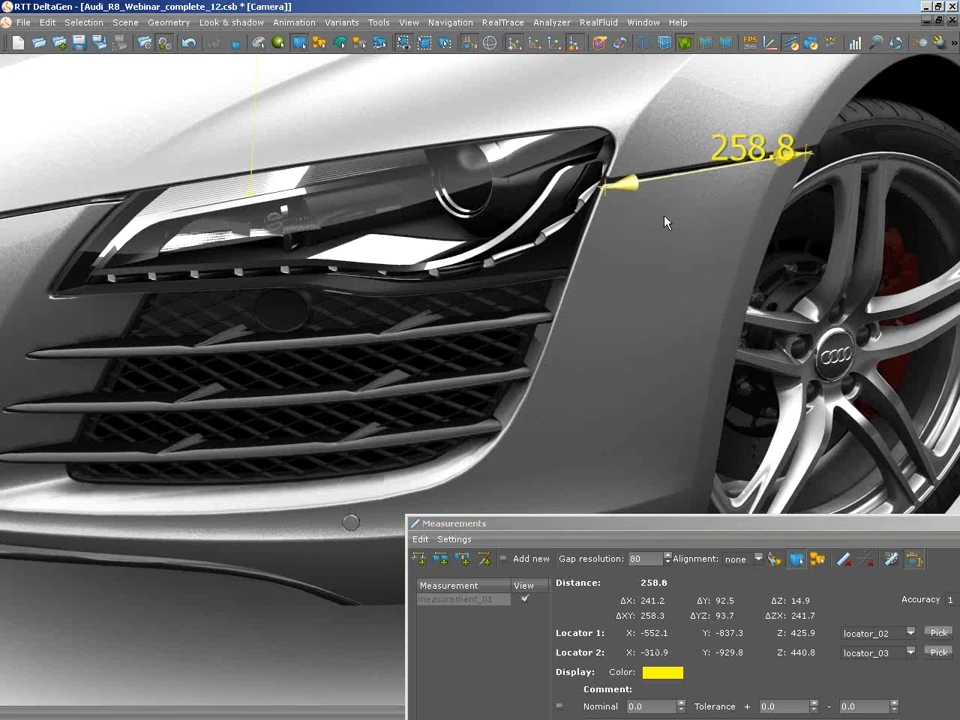 RTT DeltaGen - [Audi_R8_Webinar_complete_12.csb * [Camera]]
File Edit Selection Scene Geometry Look & shadow Animation Variants Tools View Navigation RealTrace Analyzer RealFluid Window Help
FPS
258.8
Measurements
Edit Settings
Add new Gap resolution: 80 Alignment: none
Measurement View
measurement_01
Distance: 258.8
ΔX: 241.2 ΔY: 92.5 ΔZ: 14.9 Accuracy 1
ΔXY: 258.3 ΔYZ: 93.7 ΔZX: 241.7
Locator 1: X: -552.1 Y: -837.3 Z: 425.9 locator_02 Pick
Locator 2: X: -310.9 Y: -929.8 Z: 440.8 locator_03 Pick
Display: Color:
Comment:
Nominal 0.0 Tolerance + 0.0 - 0.0